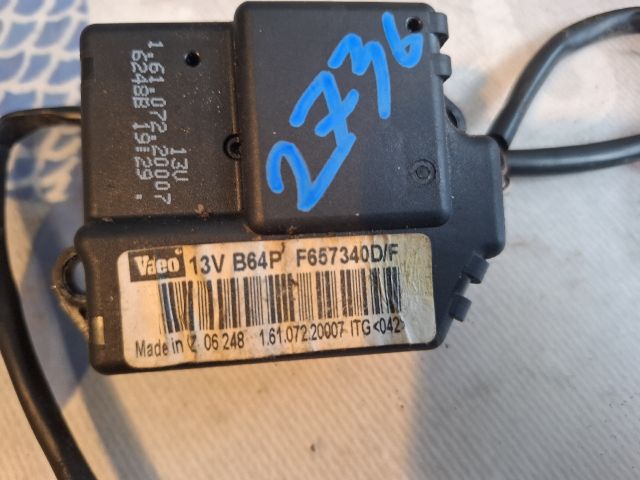 13V
1.61.072.20007
6248B 19:29.
2736
Valeo 13V B64P F657340D/F
Made in CZ 06 248 1.61.072.20007 ITG <042>